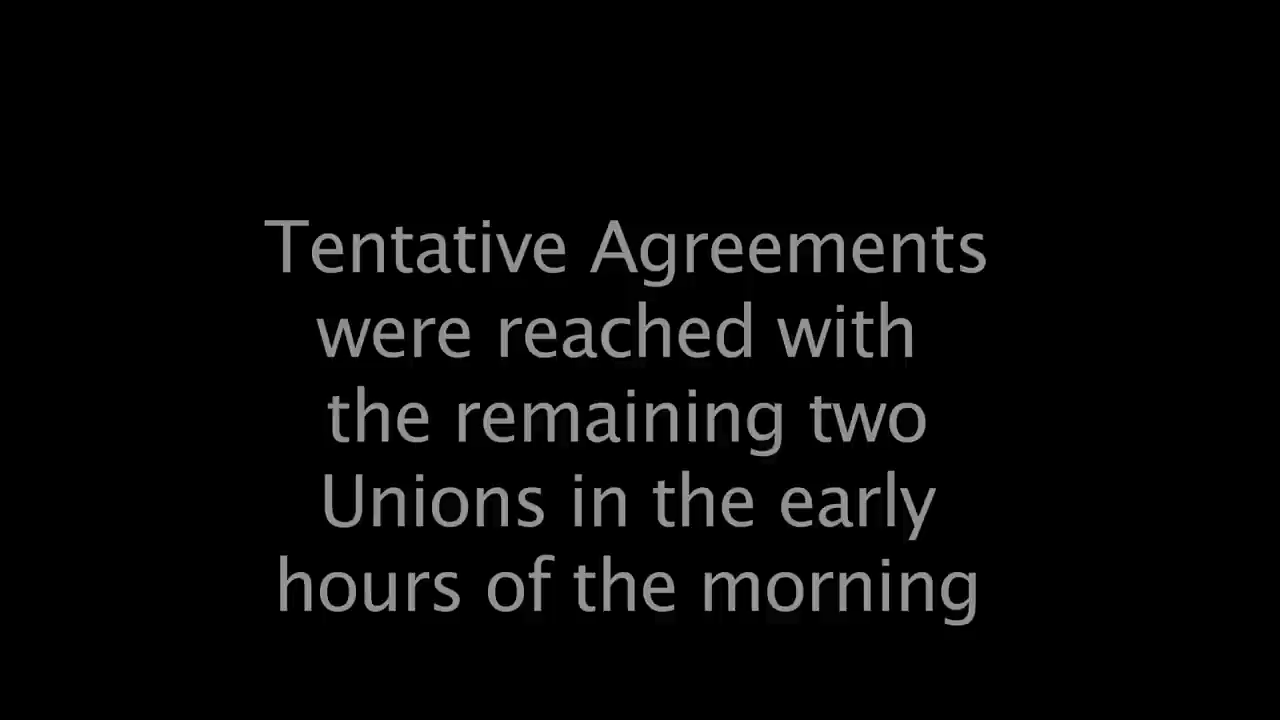 Tentative Agreements
were reached with
the remaining two
Unions in the early
hours of the morning